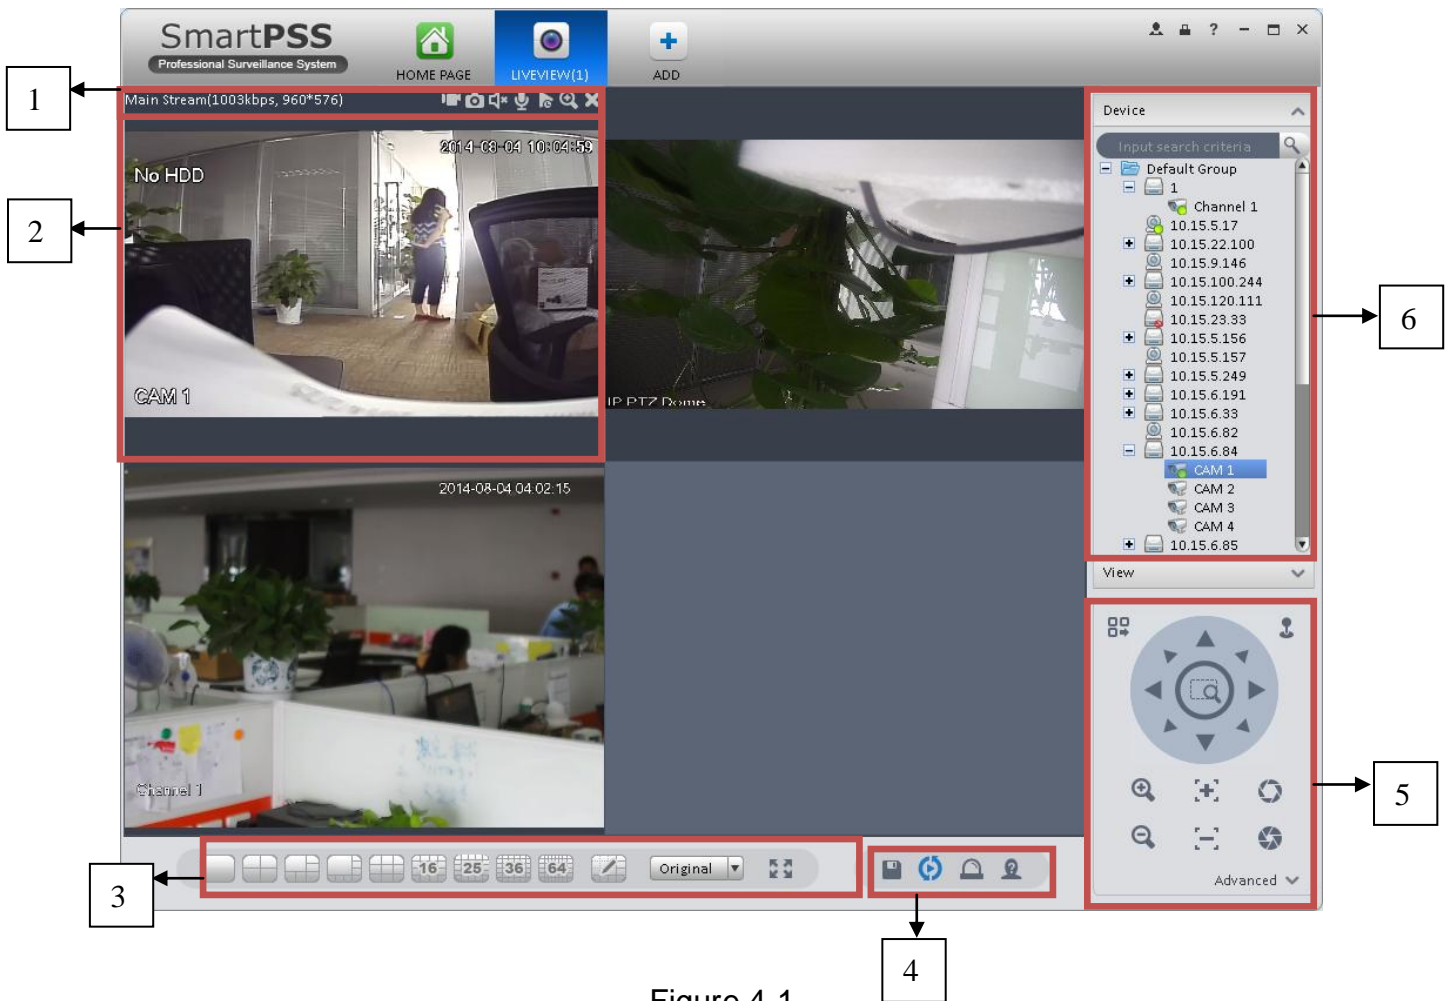 SmartPSS
Professional Surveillance System
HOME PAGE
LIVEVIEW(1)
ADD
?
1
Main Stream(1003kbps, 960*576)
2014-08-04 10:04:59
No HDD
CAM 1
2
IP PTZ Dome
2014-08-04 04:02:15
Channel 1
Device
Input search criteria
Default Group
1
Channel 1
10.15.5.17
10.15.22.100
10.15.9.146
10.15.100.244
10.15.120.111
10.15.23.33
10.15.5.156
10.15.5.157
10.15.5.249
10.15.6.191
10.15.6.33
10.15.6.82
10.15.6.84
CAM 1
CAM 2
CAM 3
CAM 4
10.15.6.85
6
View
5
Advanced
3
16
25
36
64
Original
4
Figure 4-1